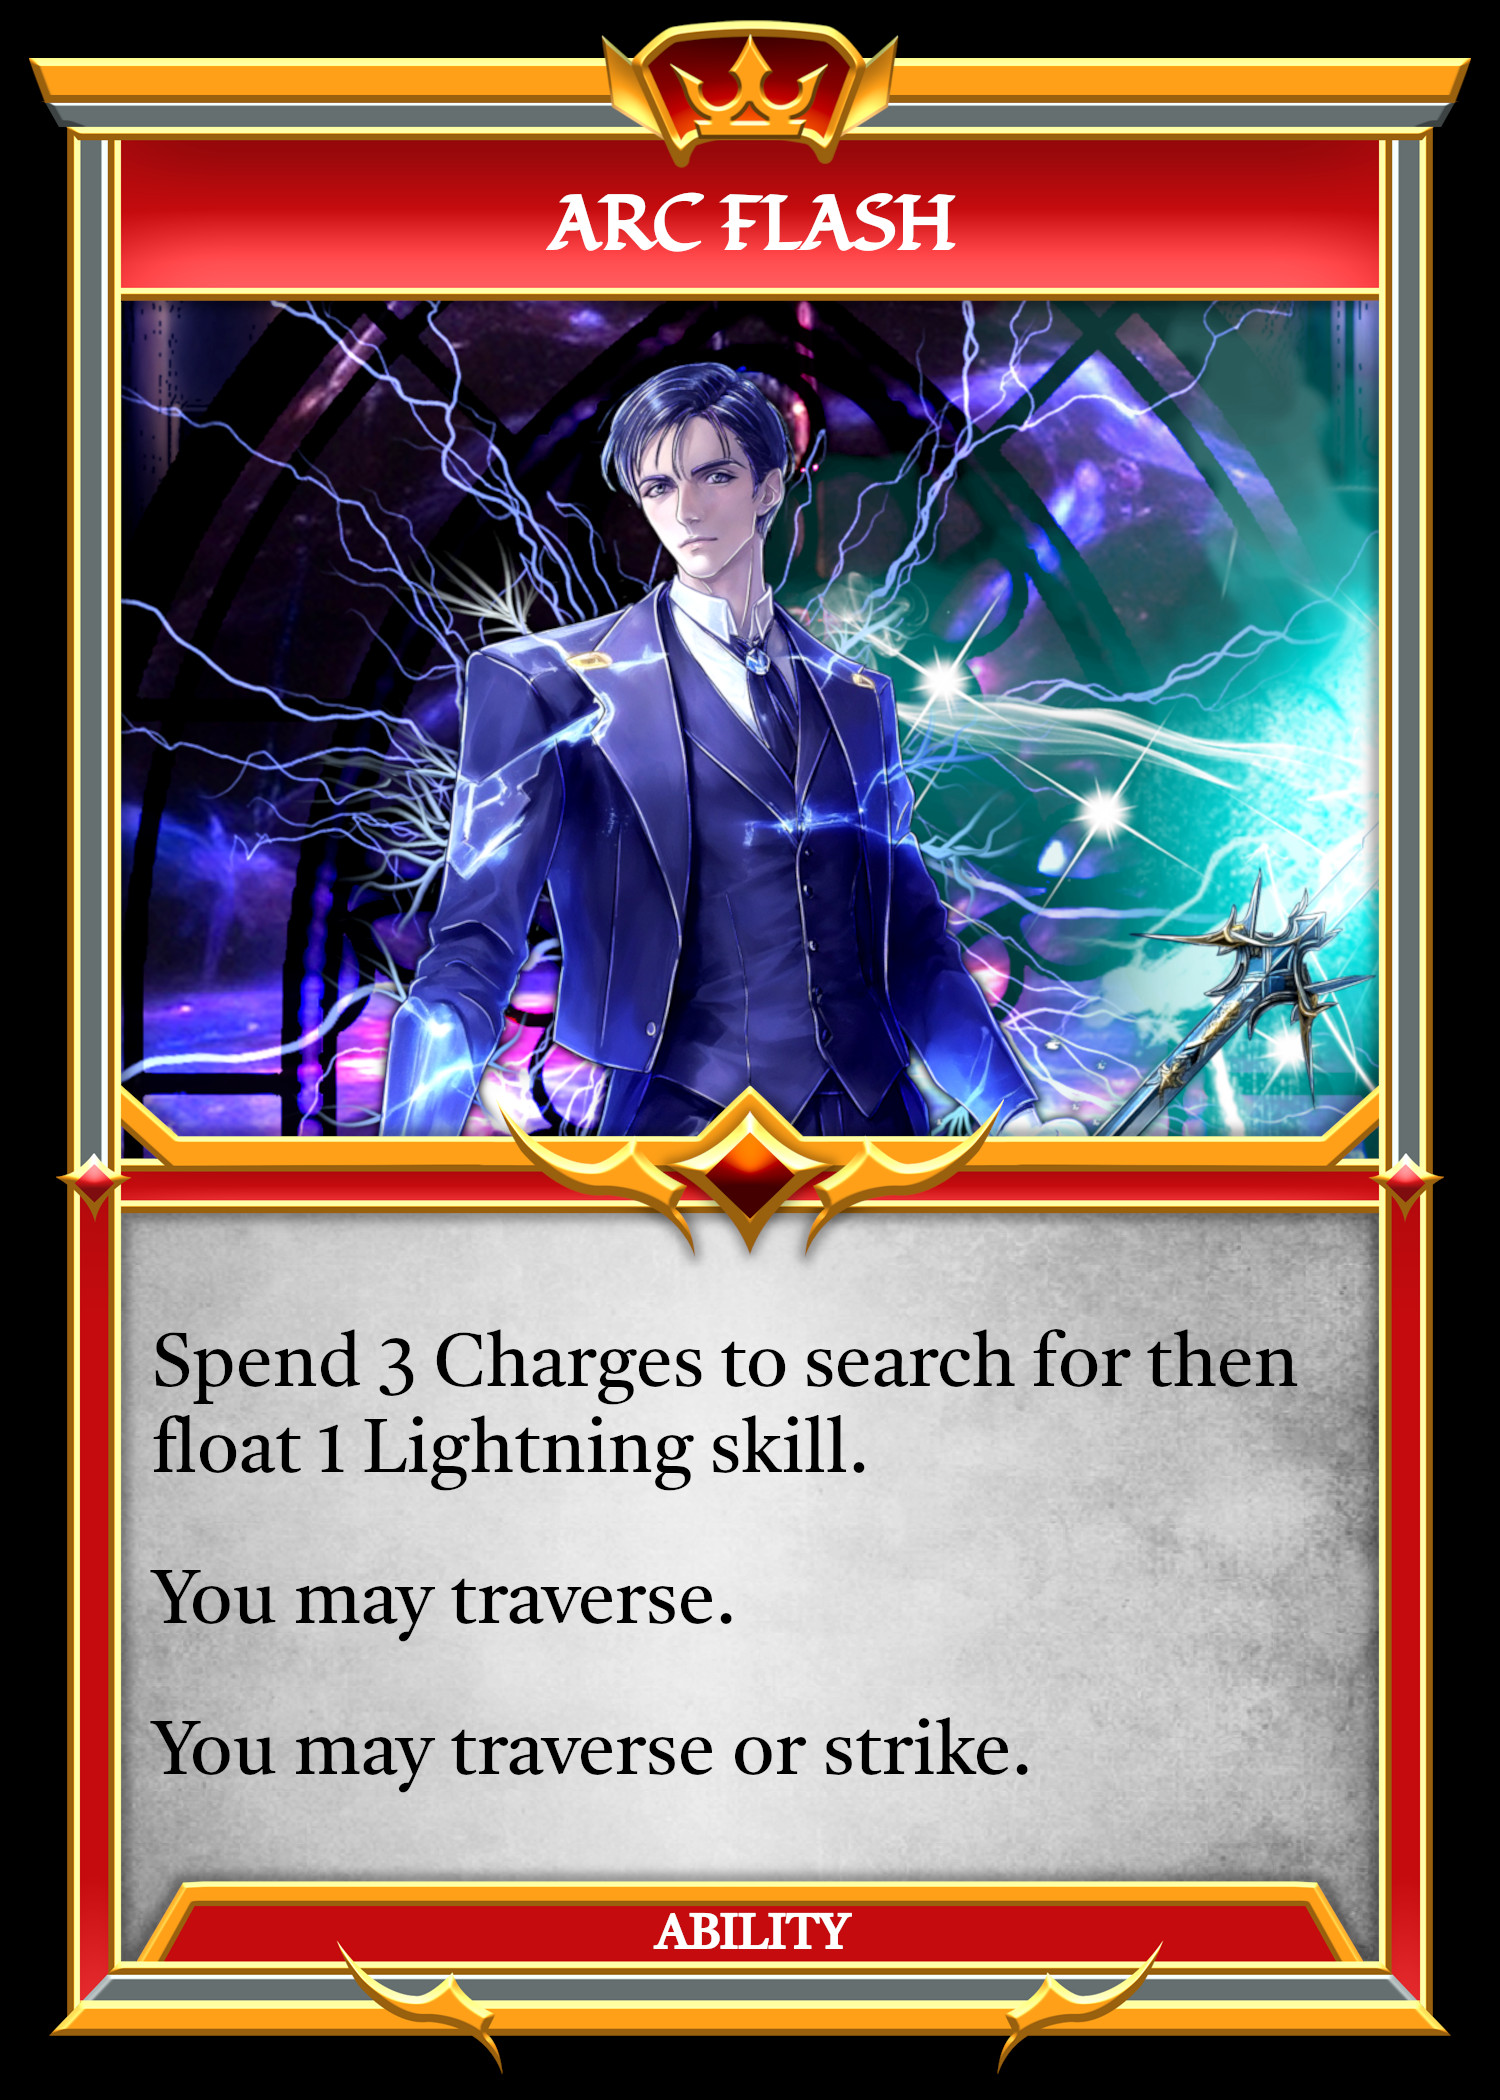 ARC FLASH
Spend 3 Charges to search for then
float 1 Lightning skill.
You may traverse.
You may traverse or strike.
ABILITY